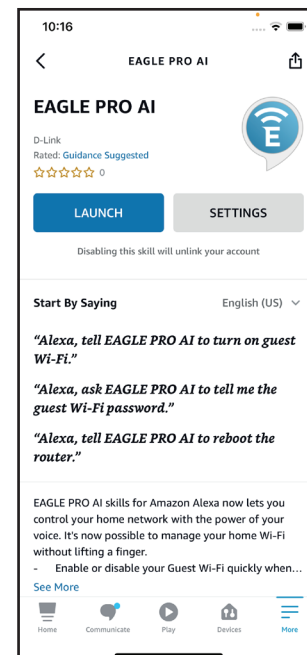 10:16
EAGLE PRO AI
EAGLE PRO AI
D-Link
Rated: Guidance Suggested
0
E
LAUNCH
SETTINGS
Disabling this skill will unlink your account
Start By Saying
English (US)
“Alexa, tell EAGLE PRO AI to turn on guest
Wi-Fi.”
“Alexa, ask EAGLE PRO AI to tell me the
guest Wi-Fi password.”
“Alexa, tell EAGLE PRO AI to reboot the
router.”
EAGLE PRO AI skills for Amazon Alexa now lets you
control your home network with the power of your
voice. It's now possible to manage your home Wi-Fi
without lifting a finger.
- Enable or disable your Guest Wi-Fi quickly when...
See More
Home
Communicate
Play
Devices
More